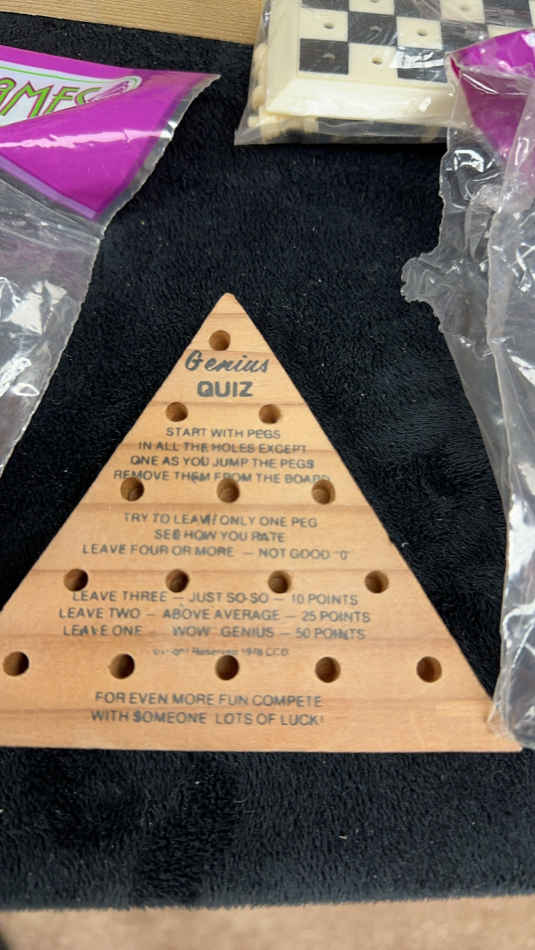 GAMES
Genius
QUIZ
START WITH PEGS
IN ALL THE HOLES EXCEPT
ONE AS YOU JUMP THE PEGS
REMOVE THEM FROM THE BOARD
TRY TO LEAVE ONLY ONE PEG
SEE HOW YOU RATE
LEAVE FOUR OR MORE — NOT GOOD "0"
LEAVE THREE — JUST SO-SO — 10 POINTS
LEAVE TWO — ABOVE AVERAGE — 25 POINTS
LEAVE ONE WOW GENIUS — 50 POINTS
Reserved 1978
FOR EVEN MORE FUN COMPETE
WITH SOMEONE LOTS OF LUCK!